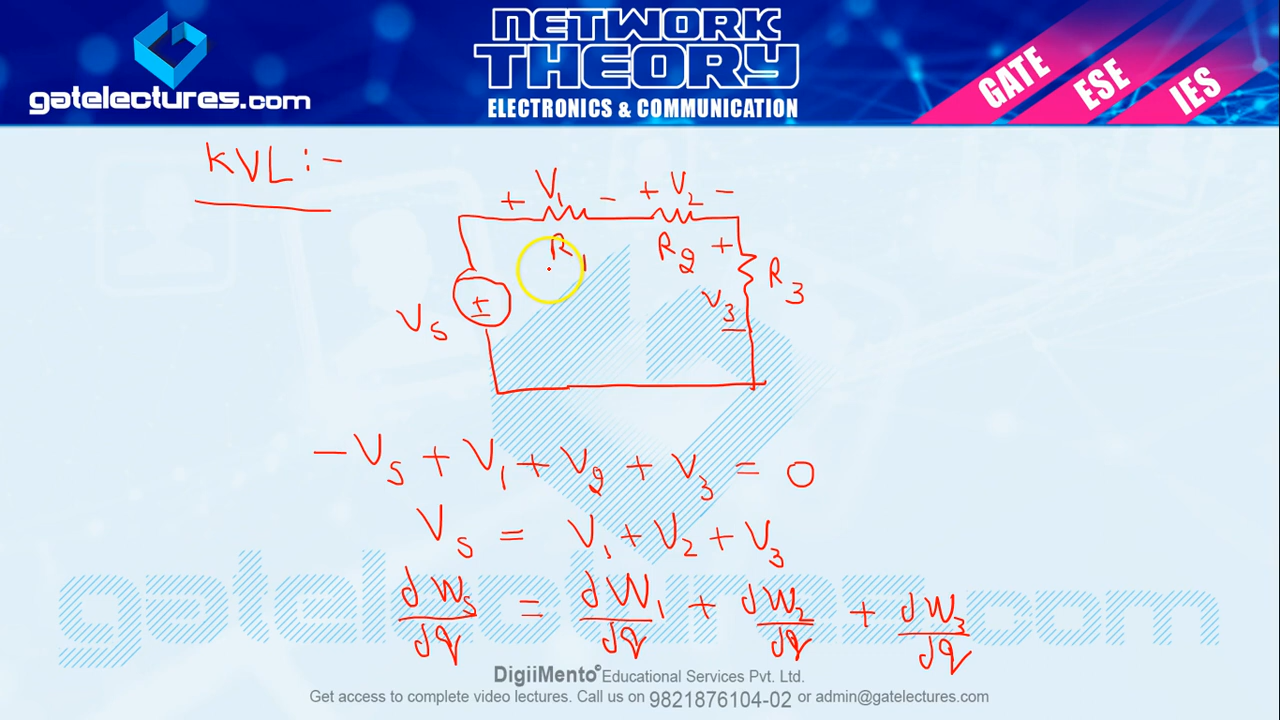 NETWORK
THEORY
ELECTRONICS & COMMUNICATION
gatelectures.com
GATE
ESE
IES
KVL :-
+ V₁ - + V₂ -
R₁ R₂ +
R₃
V₃
-
Vs
±
-Vs + V₁ + V₂ + V₃ = 0
Vs = V₁ + V₂ + V₃
dWs/dq = dW₁/dq + dW₂/dq + dW₃/dq
gatelectures.com
DigiiMento© Educational Services Pvt. Ltd.
Get access to complete video lectures. Call us on 9821876104-02 or admin@gatelectures.com